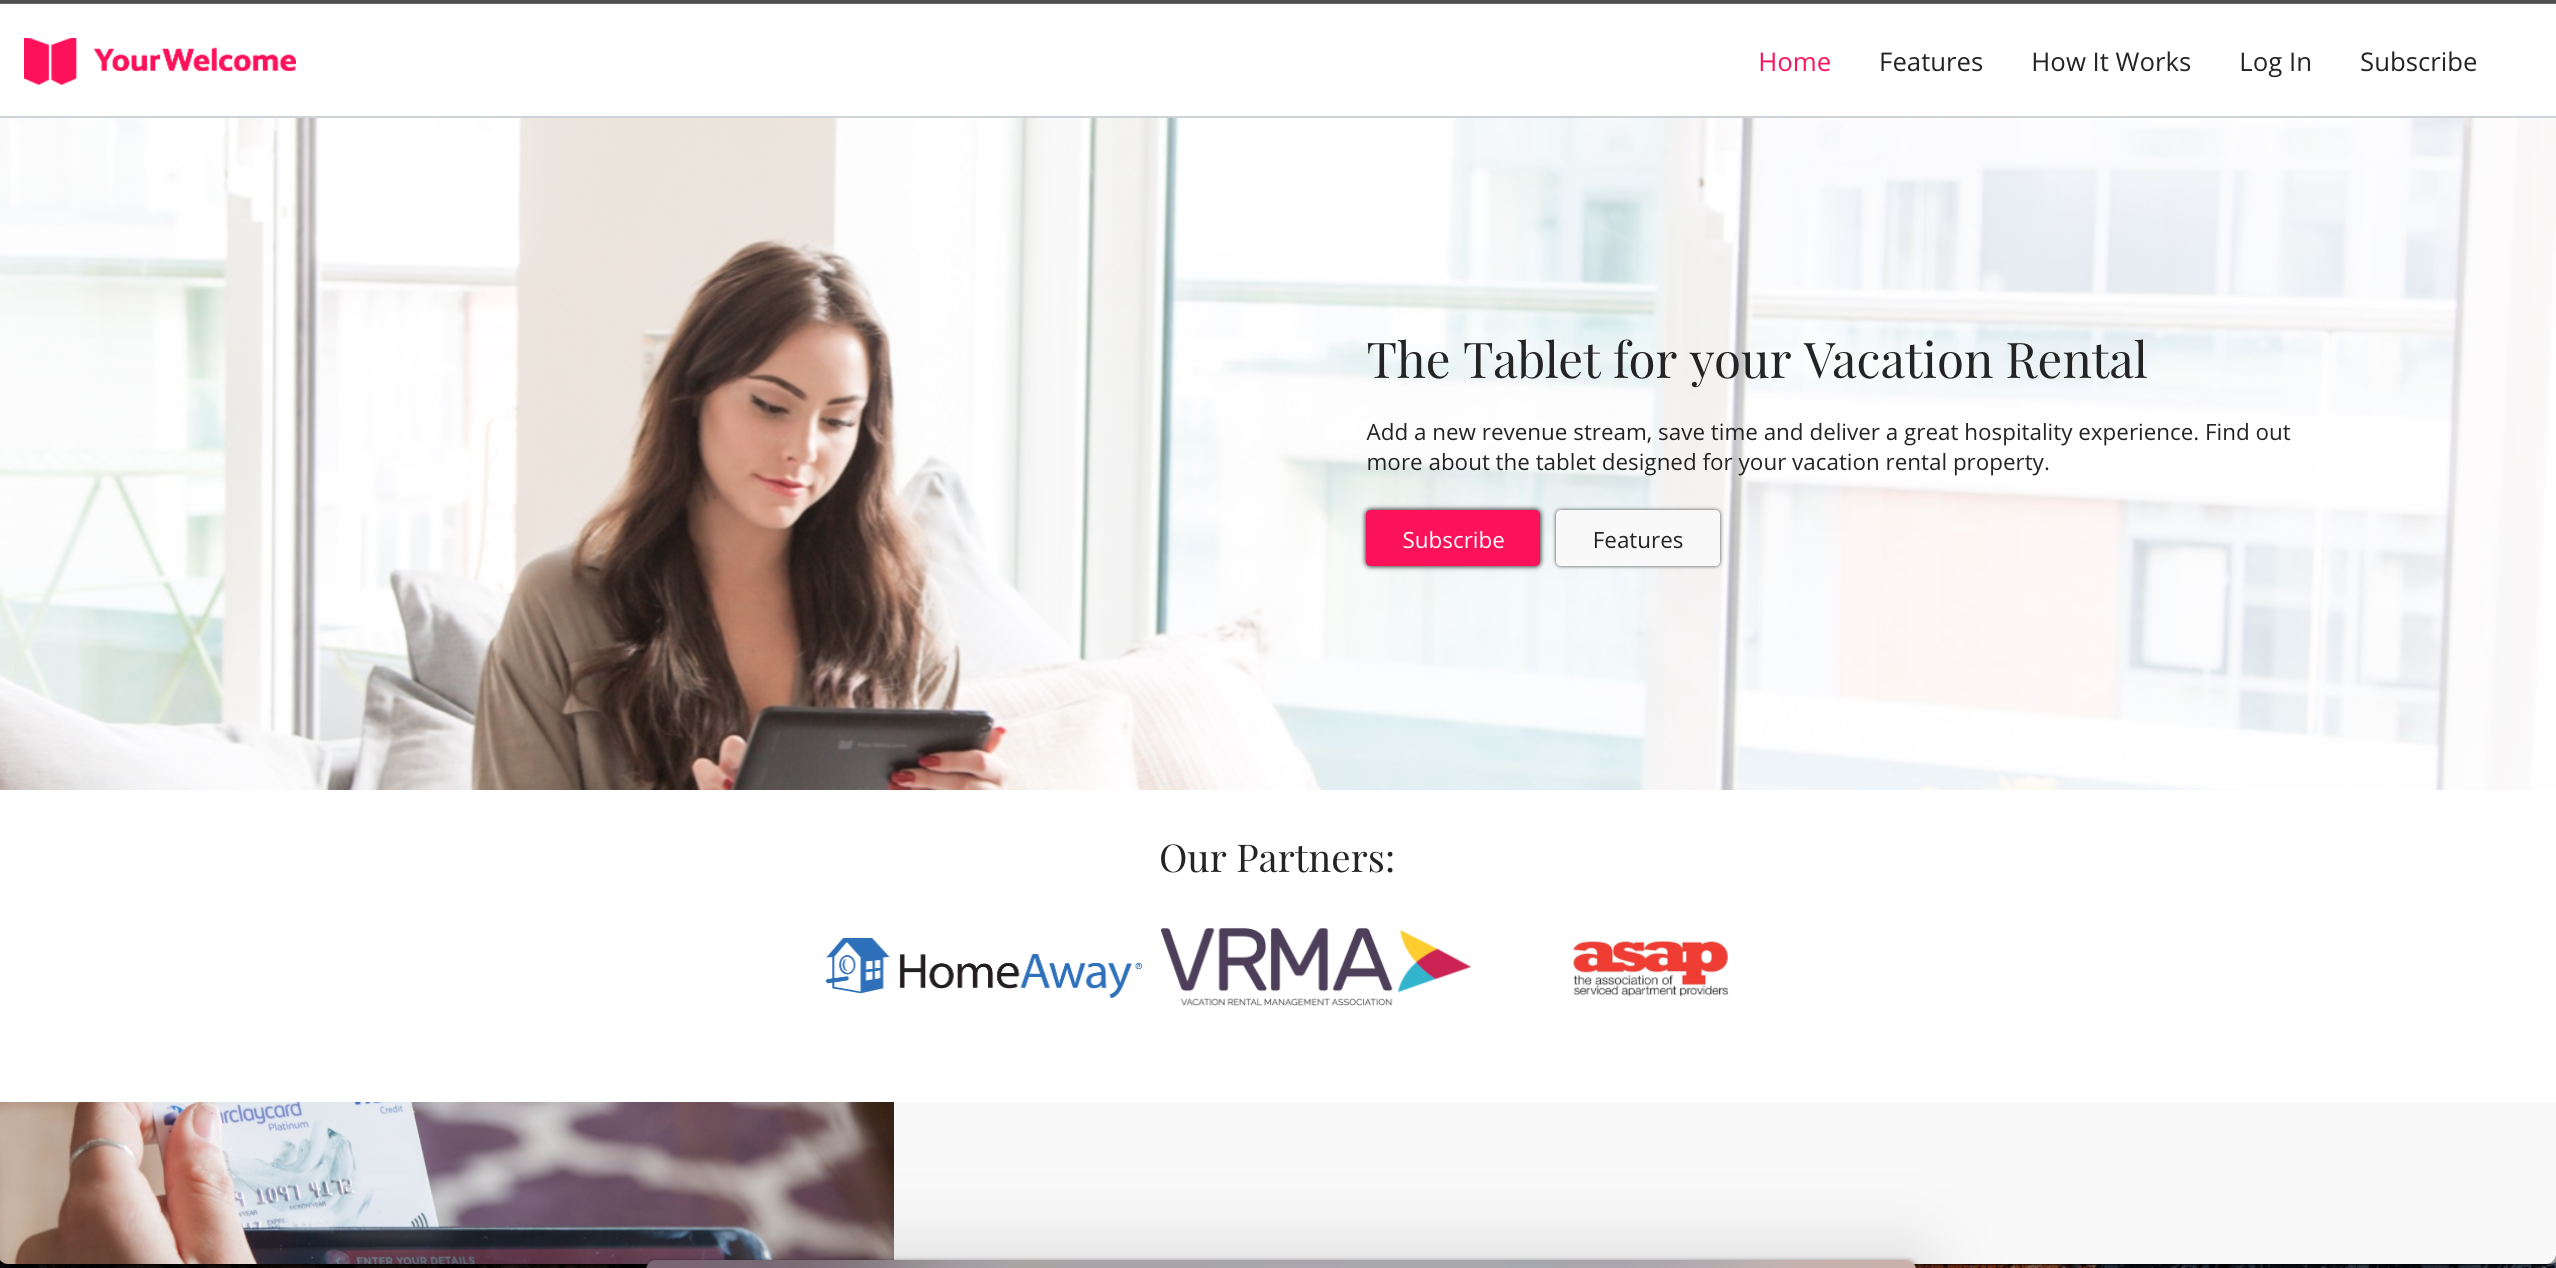 YourWelcome
Home
Features
How It Works
Log In
Subscribe
The Tablet for your Vacation Rental
Add a new revenue stream, save time and deliver a great hospitality experience. Find out
more about the tablet designed for your vacation rental property.
Subscribe
Features
YourWelcome
Our Partners:
HomeAway®
VRMA
VACATION RENTAL MANAGEMENT ASSOCIATION
asap
the association of
serviced apartment providers
rclaycard
Credit
Platinum
ENTER YOUR DETAILS